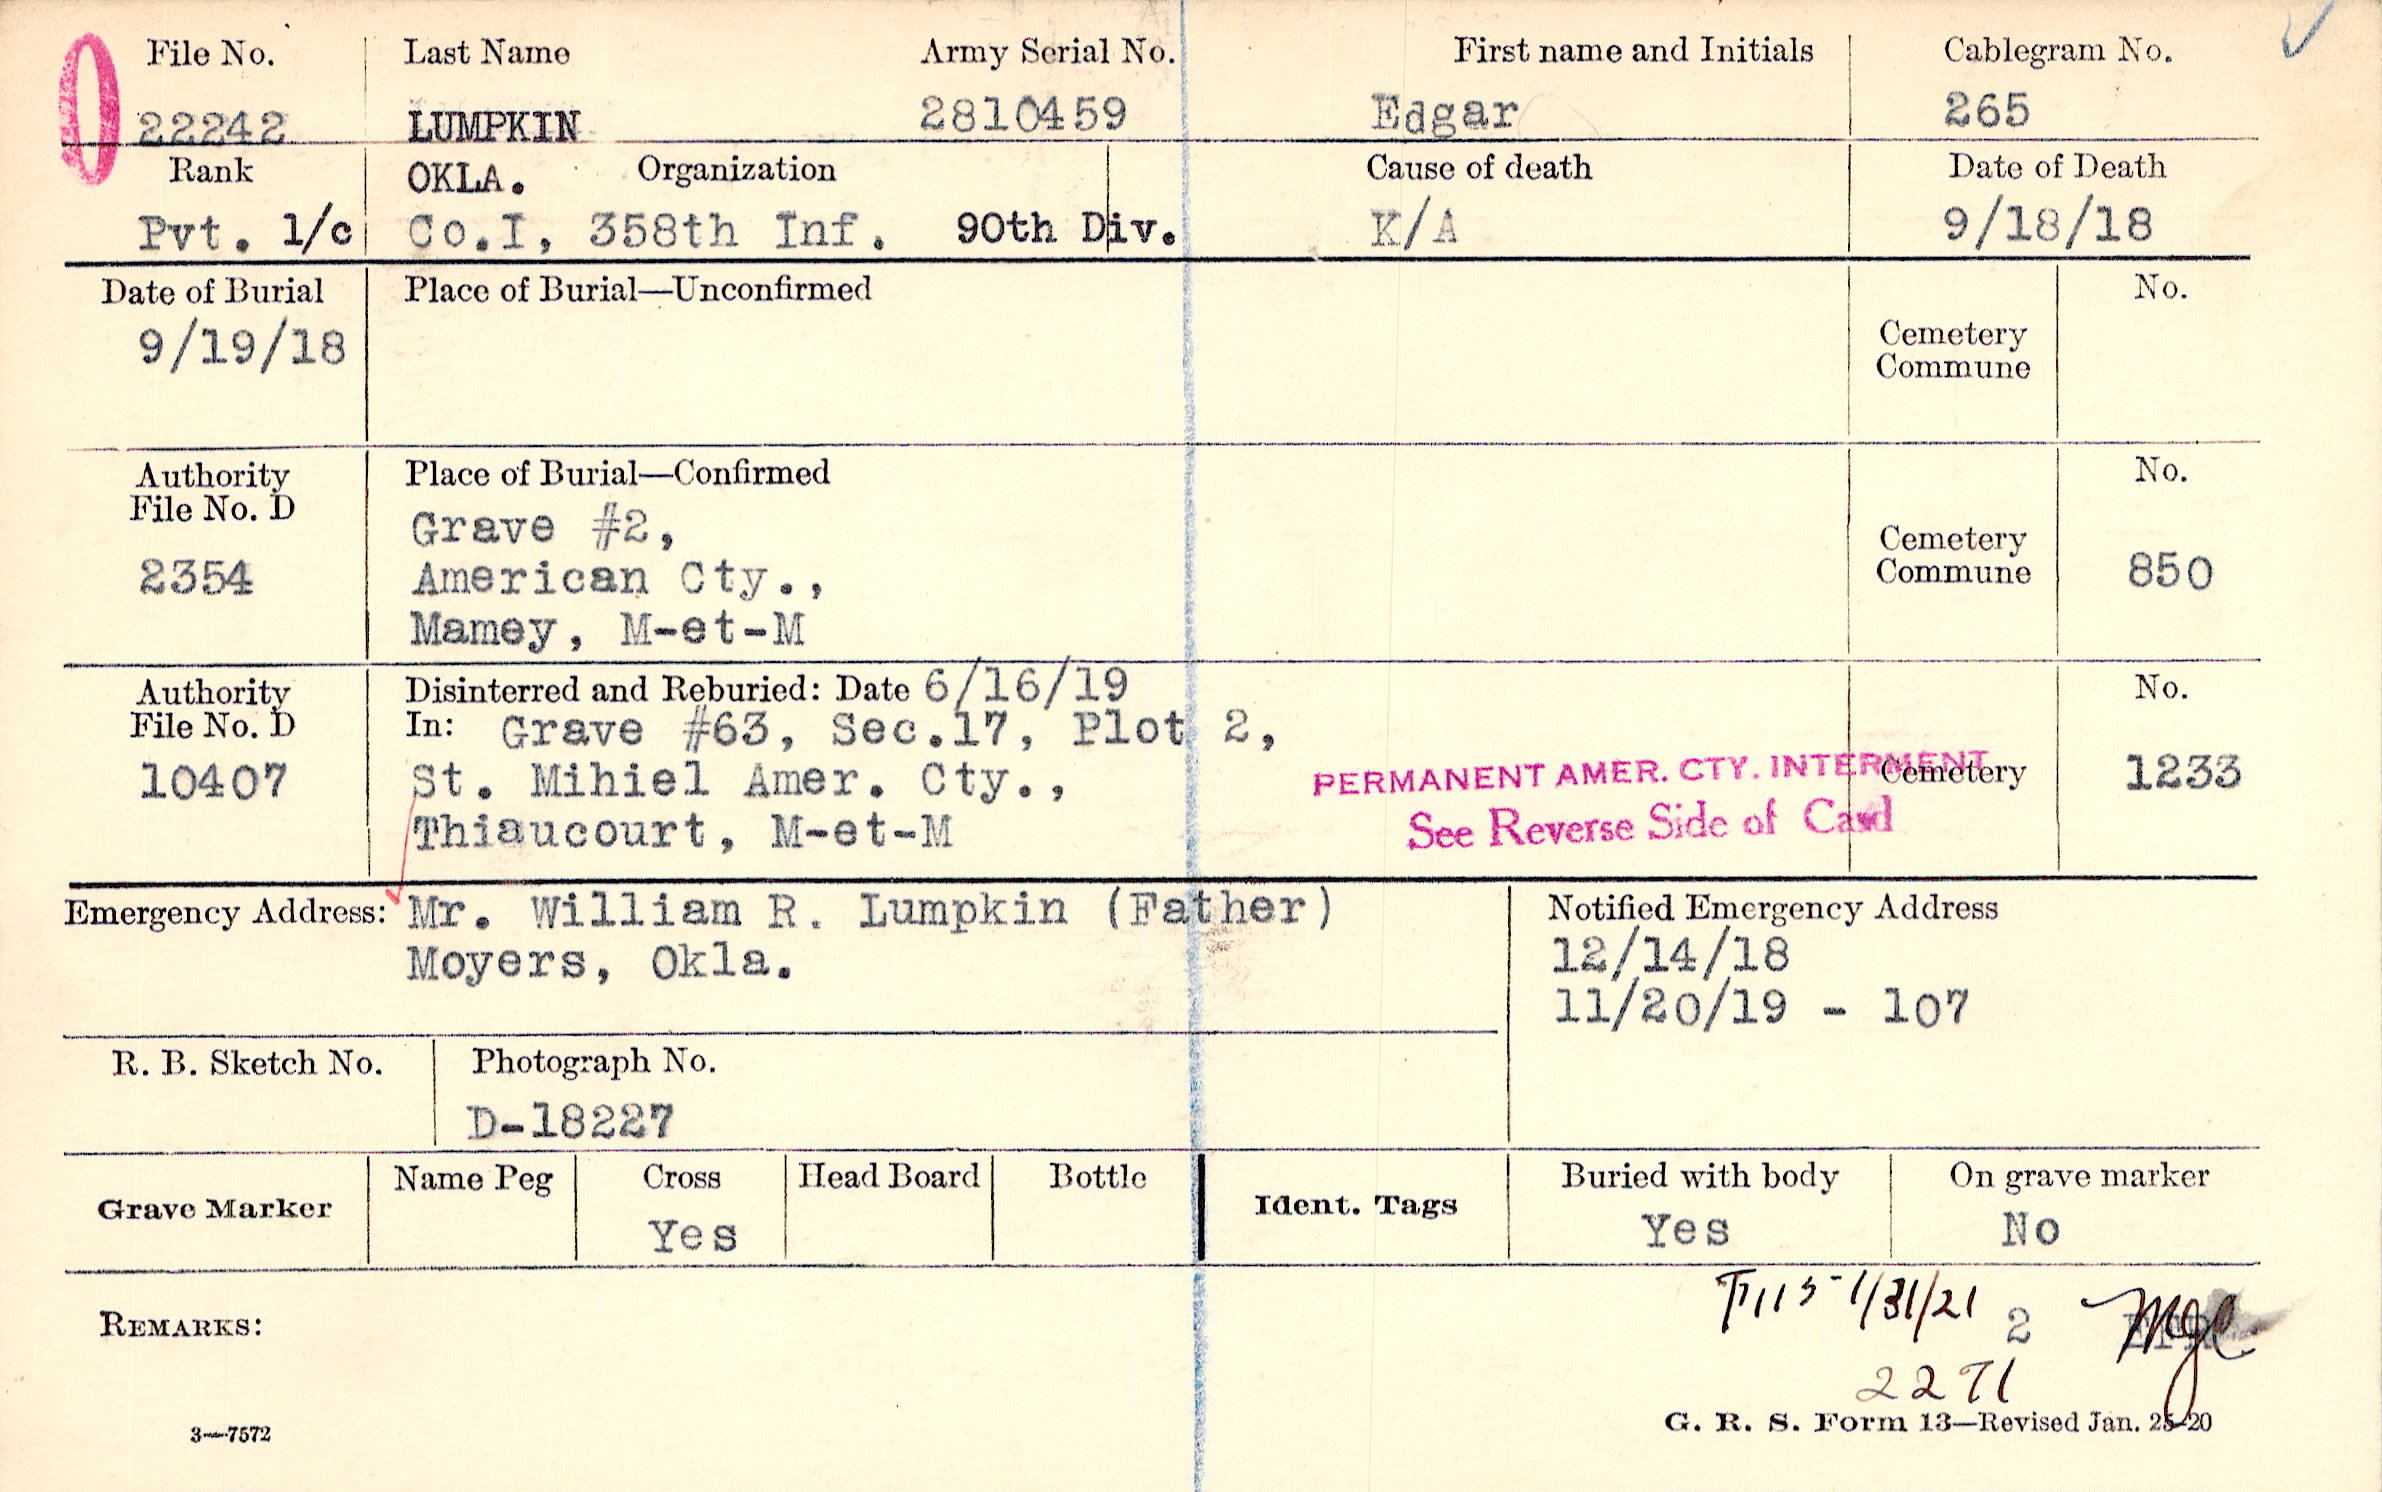 File No. Last Name Army Serial No. First name and Initials Cablegram No.
22242 LUMPKIN 2810459 Edgar 265
Rank OKLA. Organization Cause of death Date of Death
Pvt. 1/c Co.I, 358th Inf. 90th Div. K/A 9/18/18
Date of Burial Place of Burial—Unconfirmed No.
9/19/18 Cemetery
Commune
Authority Place of Burial—Confirmed No.
File No. D Grave #2,
2354 American Cty., Cemetery
Commune 850
Mamey, M-et-M
Authority Disinterred and Reburied: Date 6/16/19 No.
File No. D In: Grave #63, Sec.17, Plot 2,
10407 St. Mihiel Amer. Cty., PERMANENT AMER. CTY. INTERMENT Cemetery 1233
Thiaucourt, M-et-M See Reverse Side of Card
Emergency Address: Mr. William R. Lumpkin (Father) Notified Emergency Address
Moyers, Okla. 12/14/18
11/20/19 - 107
R. B. Sketch No. Photograph No.
D-18227
Grave Marker Name Peg Cross Head Board Bottle Ident. Tags Buried with body On grave marker
Yes Yes No
REMARKS: 1/31/21 2
2271
3—7572 G. R. S. Form 13—Revised Jan. 25-20